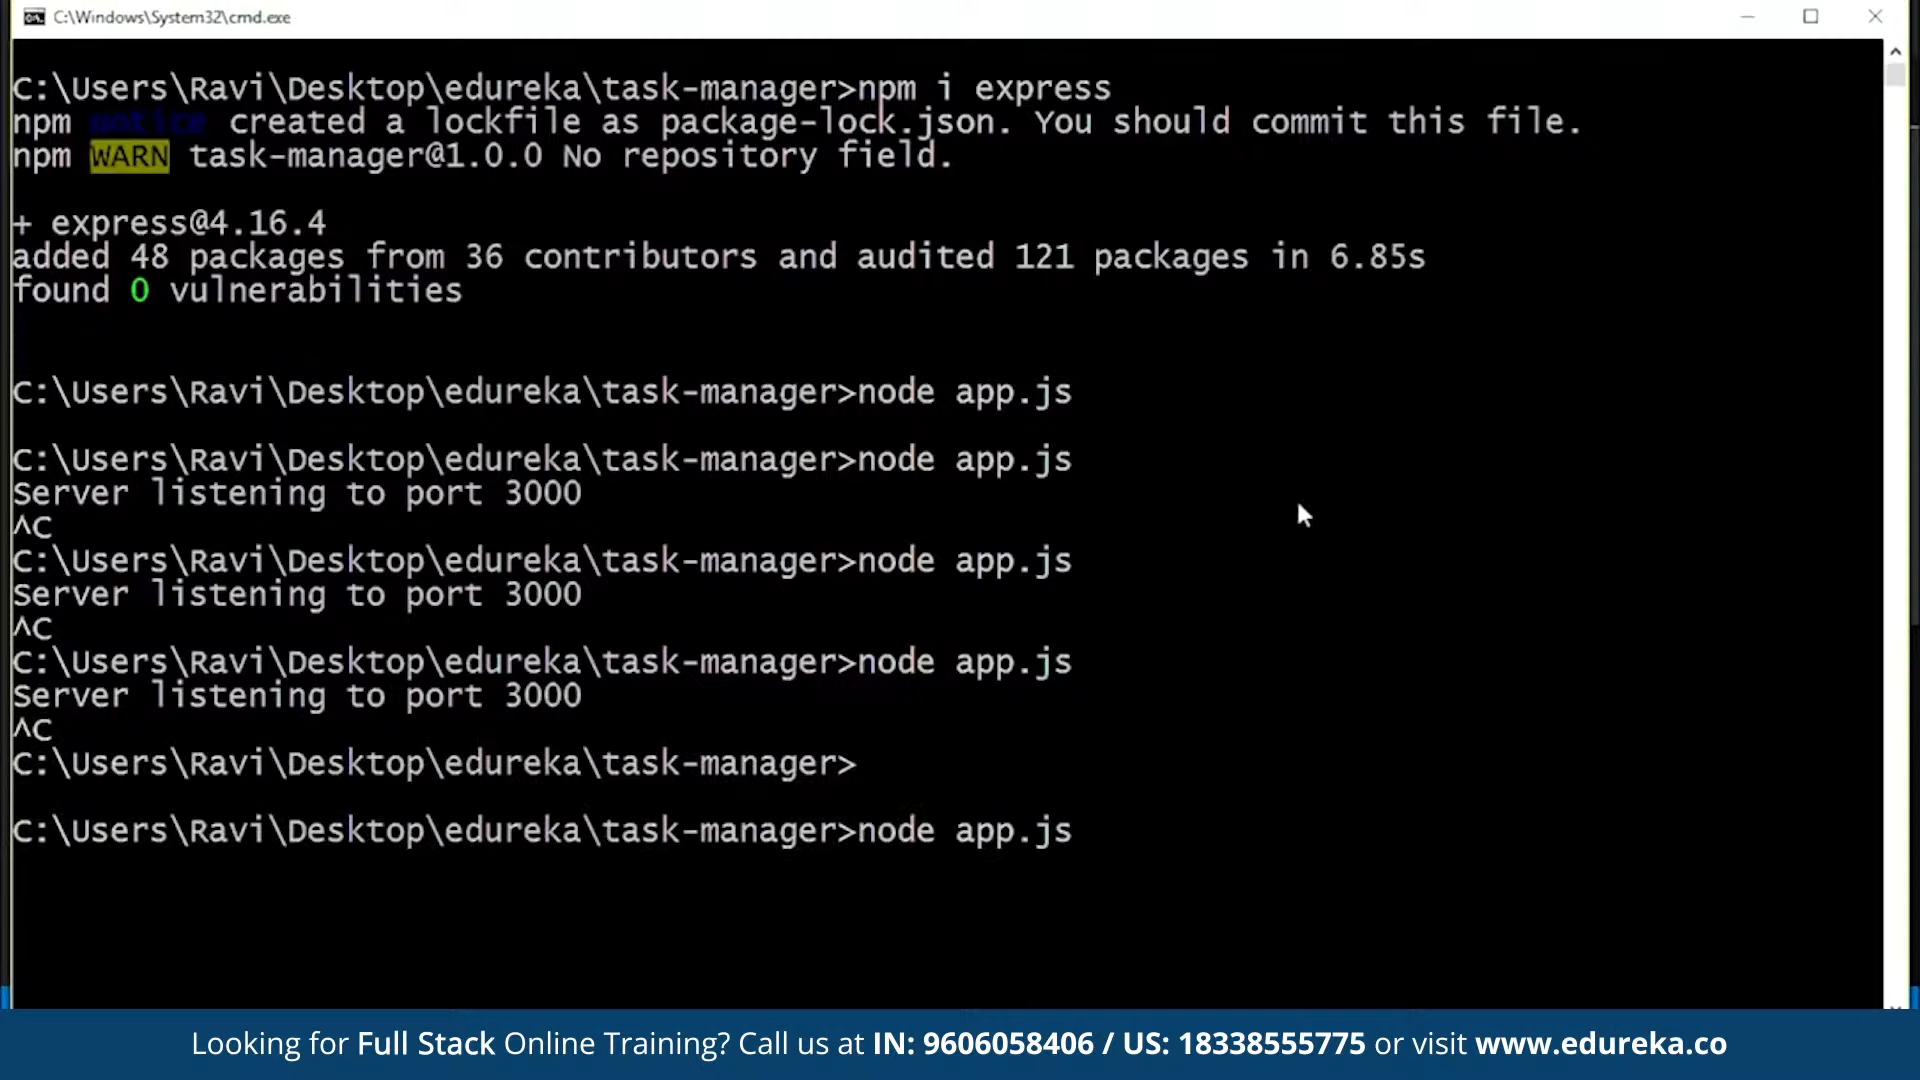 C:\Windows\System32\cmd.exe
C:\Users\Ravi\Desktop\edureka\task-manager>npm i express
npm notice created a lockfile as package-lock.json. You should commit this file.
npm WARN task-manager@1.0.0 No repository field.
+ express@4.16.4
added 48 packages from 36 contributors and audited 121 packages in 6.85s
found 0 vulnerabilities
C:\Users\Ravi\Desktop\edureka\task-manager>node app.js
C:\Users\Ravi\Desktop\edureka\task-manager>node app.js
Server listening to port 3000
^C
C:\Users\Ravi\Desktop\edureka\task-manager>node app.js
Server listening to port 3000
^C
C:\Users\Ravi\Desktop\edureka\task-manager>node app.js
Server listening to port 3000
^C
C:\Users\Ravi\Desktop\edureka\task-manager>
C:\Users\Ravi\Desktop\edureka\task-manager>node app.js
Looking for Full Stack Online Training? Call us at IN: 9606058406 / US: 18338555775 or visit www.edureka.co